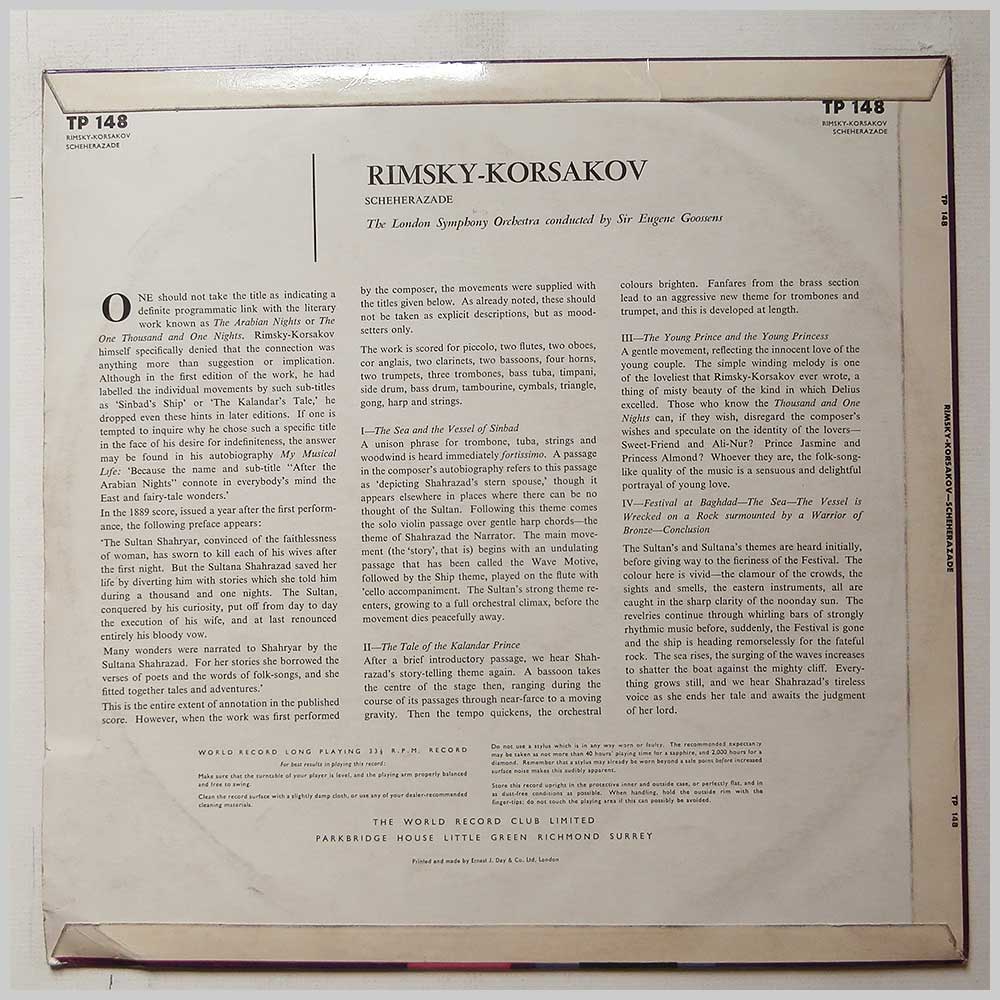 TP 148
RIMSKY-KORSAKOV
SCHEHERAZADE
TP 148
RIMSKY-KORSAKOV
SCHEHERAZADE
RIMSKY-KORSAKOV
SCHEHERAZADE
The London Symphony Orchestra conducted by Sir Eugene Goossens
ONE should not take the title as indicating a
definite programmatic link with the literary
work known as The Arabian Nights or The
One Thousand and One Nights. Rimsky-Korsakov
himself specifically denied that the connection was
anything more than suggestion or implication.
Although in the first edition of the work, he had
labelled the individual movements by such sub-titles
as 'Sinbad's Ship' or 'The Kalandar's Tale,' he
dropped even these hints in later editions. If one is
tempted to inquire why he chose such a specific title
in the face of his desire for indefiniteness, the answer
may be found in his autobiography My Musical
Life: 'Because the name and sub-title "After the
Arabian Nights" connote in everybody's mind the
East and fairy-tale wonders.'
In the 1889 score, issued a year after the first perform-
ance, the following preface appears:
'The Sultan Shahryar, convinced of the faithlessness
of woman, has sworn to kill each of his wives after
the first night. But the Sultana Shahrazad saved her
life by diverting him with stories which she told him
during a thousand and one nights. The Sultan,
conquered by his curiosity, put off from day to day
the execution of his wife, and at last renounced
entirely his bloody vow.
Many wonders were narrated to Shahryar by the
Sultana Shahrazad. For her stories she borrowed the
verses of poets and the words of folk-songs, and she
fitted together tales and adventures.'
This is the entire extent of annotation in the published
score. However, when the work was first performed
by the composer, the movements were supplied with
the titles given below. As already noted, these should
not be taken as explicit descriptions, but as mood-
setters only.
The work is scored for piccolo, two flutes, two oboes,
cor anglais, two clarinets, two bassoons, four horns,
two trumpets, three trombones, bass tuba, timpani,
side drum, bass drum, tambourine, cymbals, triangle,
gong, harp and strings.
I—The Sea and the Vessel of Sinbad
A unison phrase for trombone, tuba, strings and
woodwind is heard immediately fortissimo. A passage
in the composer's autobiography refers to this passage
as 'depicting Shahrazad's stern spouse,' though it
appears elsewhere in places where there can be no
thought of the Sultan. Following this theme comes
the solo violin passage over gentle harp chords—the
theme of Shahrazad the Narrator. The main move-
ment (the 'story', that is) begins with an undulating
passage that has been called the Wave Motive,
followed by the Ship theme, played on the flute with
'cello accompaniment. The Sultan's strong theme re-
enters, growing to a full orchestral climax, before the
movement dies peacefully away.
II—The Tale of the Kalandar Prince
After a brief introductory passage, we hear Shah-
razad's story-telling theme again. A bassoon takes
the centre of the stage then, ranging during the
course of its passages through near-farce to a moving
gravity. Then the tempo quickens, the orchestral
colours brighten. Fanfares from the brass section
lead to an aggressive new theme for trombones and
trumpet, and this is developed at length.
III—The Young Prince and the Young Princess
A gentle movement, reflecting the innocent love of the
young couple. The simple winding melody is one
of the loveliest that Rimsky-Korsakov ever wrote, a
thing of misty beauty of the kind in which Delius
excelled. Those who know the Thousand and One
Nights can, if they wish, disregard the composer's
wishes and speculate on the identity of the lovers—
Sweet-Friend and Ali-Nur? Prince Jasmine and
Princess Almond? Whoever they are, the folk-song-
like quality of the music is a sensuous and delightful
portrayal of young love.
IV—Festival at Baghdad—The Sea—The Vessel is
Wrecked on a Rock surmounted by a Warrior of
Bronze—Conclusion
The Sultan's and Sultana's themes are heard initially,
before giving way to the fieriness of the Festival. The
colour here is vivid—the clamour of the crowds, the
sights and smells, the eastern instruments, all are
caught in the sharp clarity of the noonday sun. The
revelries continue through whirling bars of strongly
rhythmic music before, suddenly, the Festival is gone
and the ship is heading remorselessly for the fateful
rock. The sea rises, the surging of the waves increases
to shatter the boat against the mighty cliff. Every-
thing grows still, and we hear Shahrazad's tireless
voice as she ends her tale and awaits the judgment
of her lord.
WORLD RECORD LONG PLAYING 33⅓ R.P.M. RECORD
For best results in playing this record:
Make sure that the turntable of your player is level, and the playing arm properly balanced
and free to swing.
Clean the record surface with a slightly damp cloth, or use any of your dealer-recommended
cleaning materials.
Do not use a stylus which is in any way worn or faulty. The recommended expectancy
may be taken as not more than 40 hours' playing time for a sapphire, and 2,000 hours for a
diamond. Remember that a stylus may already be worn beyond a safe point before increased
surface noise makes this audibly apparent.
Store this record upright in the protective inner and outside case, or perfectly flat, and in
as dust-free conditions as possible. When handling, hold the outside rim with the
finger-tips; do not touch the playing area if this can possibly be avoided.
THE WORLD RECORD CLUB LIMITED
PARKBRIDGE HOUSE LITTLE GREEN RICHMOND SURREY
Printed and made by Ernest J. Day & Co. Ltd, London
TP 148
RIMSKY-KORSAKOV—SCHEHERAZADE
TP 148